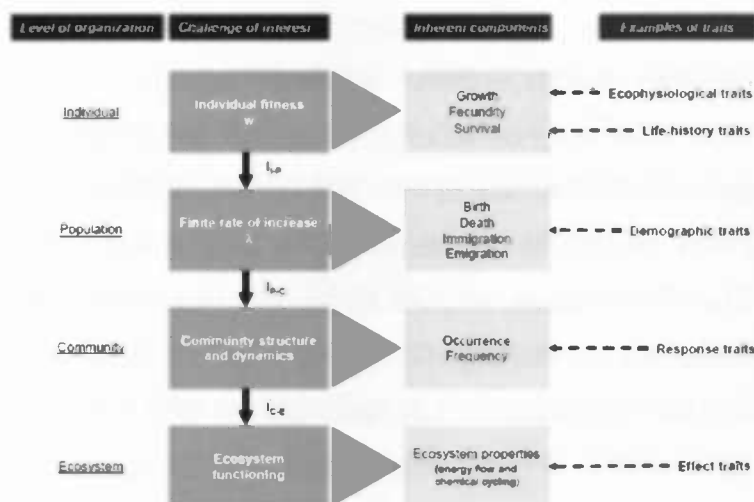 Level of organization
Challenge of interest
Inherent components
Examples of traits
Individual
Individual fitness
w
Growth
Fecundity
Survival
Ecophysiological traits
Life-history traits
I I-P
Population
Finite rate of increase
λ
Birth
Death
Immigration
Emigration
Demographic traits
I P-C
Community
Community structure
and dynamics
Occurrence
Frequency
Response traits
I C-E
Ecosystem
Ecosystem
functioning
Ecosystem properties
(energy flow and
chemical cycling)
Effect traits